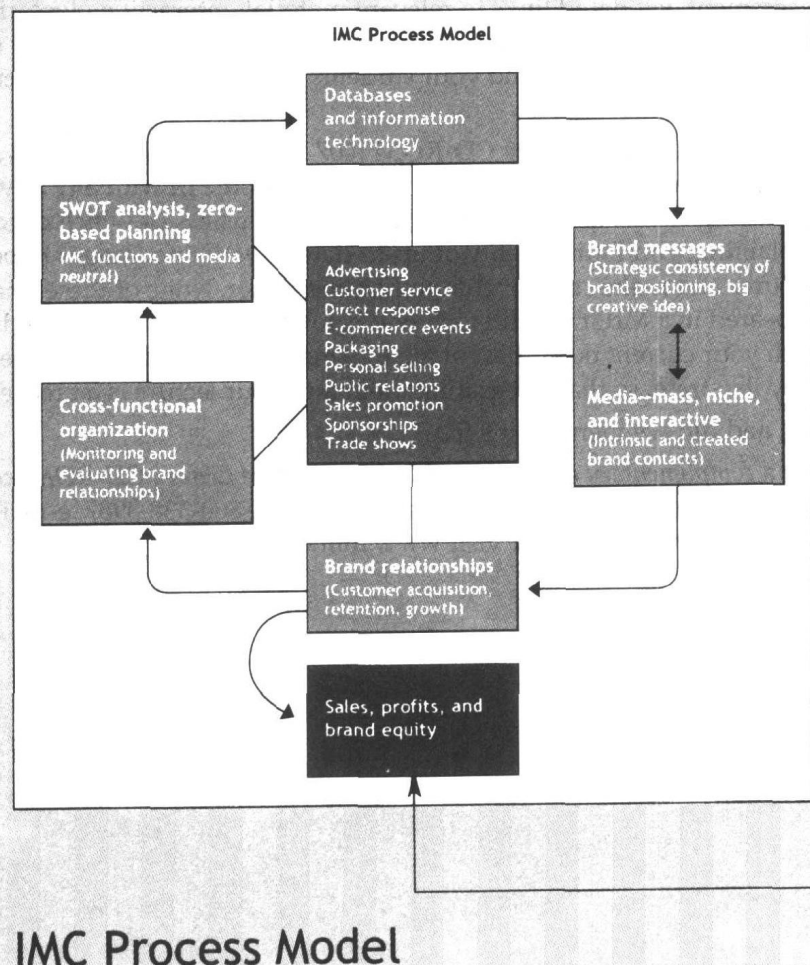 IMC Process Model
Databases
and information
technology
SWOT analysis, zero-
based planning
(MC functions and media
neutral)
Advertising
Customer service
Direct response
E-commerce events
Packaging
Personal selling
Public relations
Sales promotion
Sponsorships
Trade shows
Brand messages
(Strategic consistency of
brand positioning, big
creative idea)
Media—mass, niche,
and interactive
(Intrinsic and created
brand contacts)
Cross-functional
organization
(Monitoring and
evaluating brand
relationships)
Brand relationships
(Customer acquisition,
retention, growth)
Sales, profits, and
brand equity
IMC Process Model